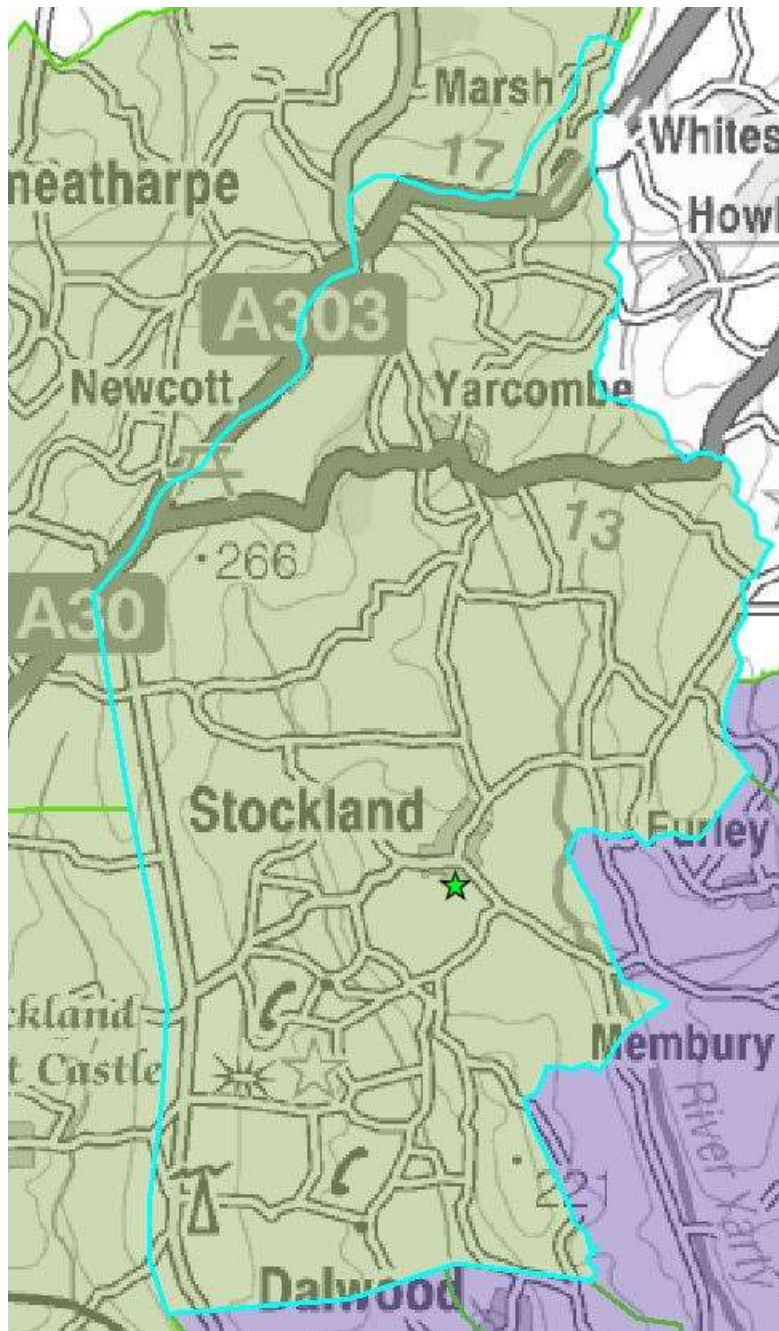 Marsh
17
Whites
neatharpe
Howl
A303
Newcott
Yarcombe
13
266
A30
Stockland
Furley
ckland
t Castle
Membury
River Yarty
221
Dalwood